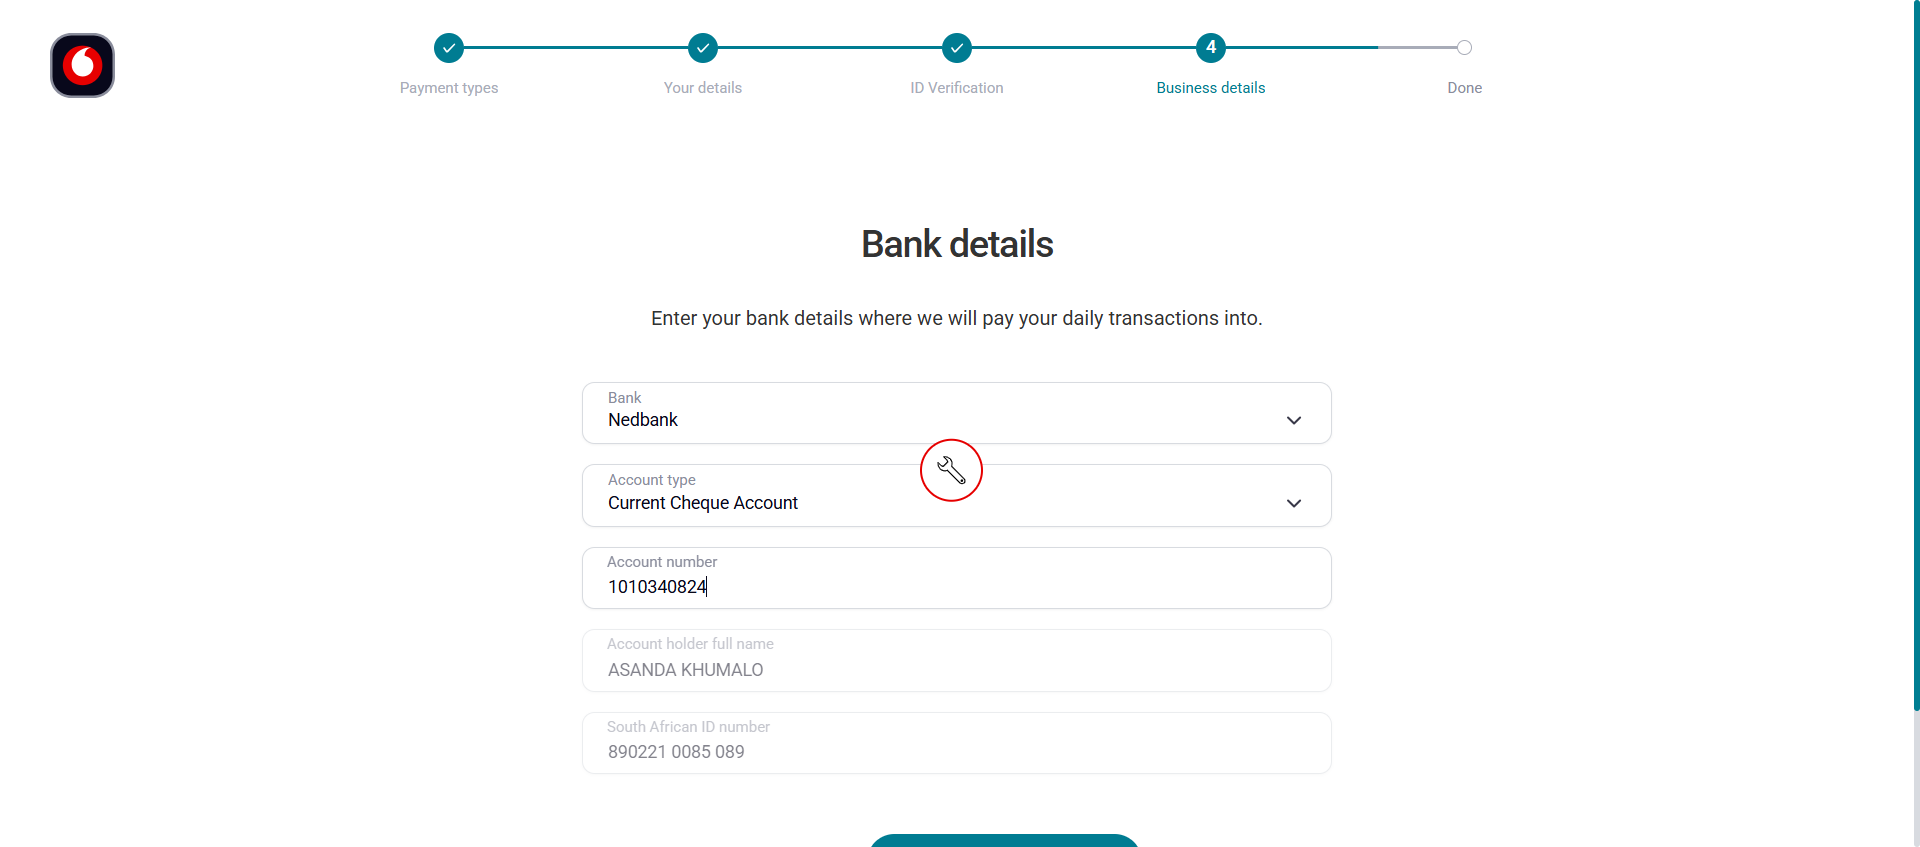 4
Payment types
Your details
ID Verification
Business details
Done
Bank details
Enter your bank details where we will pay your daily transactions into.
Bank
Nedbank
Account type
Current Cheque Account
Account number
1010340824
Account holder full name
ASANDA KHUMALO
South African ID number
890221 0085 089